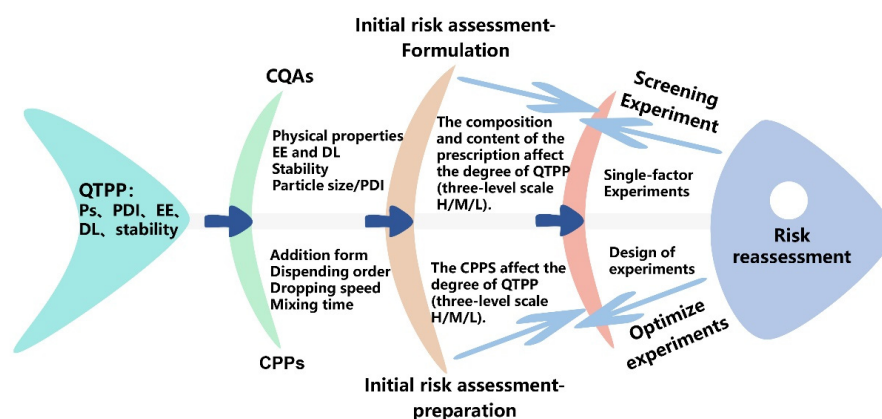 QTPP：
Ps、PDI、EE、
DL、stability
CQAs
Physical properties
EE and DL
Stability
Particle size/PDI
Addition form
Dispending order
Dropping speed
Mixing time
CPPs
Initial risk assessment-
Formulation
The composition
and content of the
prescription affect
the degree of QTPP
(three-level scale
H/M/L).
The CPPS affect the
degree of QTPP
(three-level scale
H/M/L).
Initial risk assessment-
preparation
Screening
Experiment
Single-factor
Experiments
Design of
experiments
Optimize
experiments
Risk
reassessment